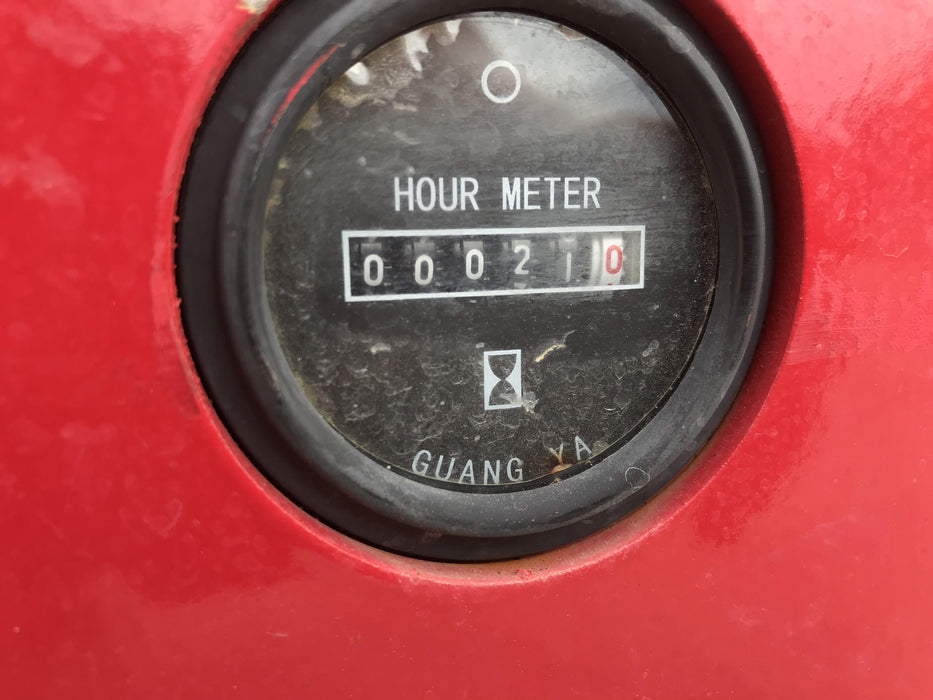 HOUR METER
000210
GUANG YA